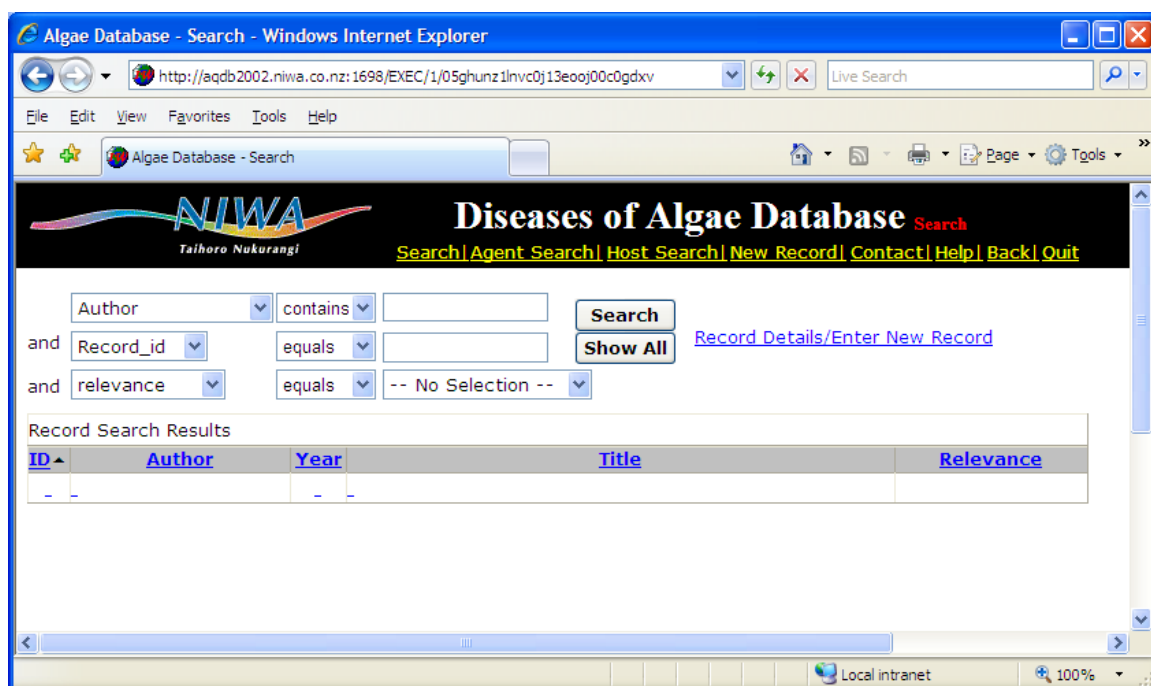 Algae Database - Search - Windows Internet Explorer
http://aqdb2002.niwa.co.nz:1698/EXEC/1/05ghunz1lnvc0j13eooj00c0gdxv Live Search
File Edit View Favorites Tools Help
Algae Database - Search Page Tools »
NIWA
Taihoro Nukurangi
Diseases of Algae Database Search
Search| Agent Search| Host Search| New Record| Contact| Help| Back| Quit
Author contains Search
and Record_id equals Show All Record Details/Enter New Record
and relevance equals -- No Selection --
Record Search Results
ID Author Year Title Relevance
- - - -
Local intranet 100%